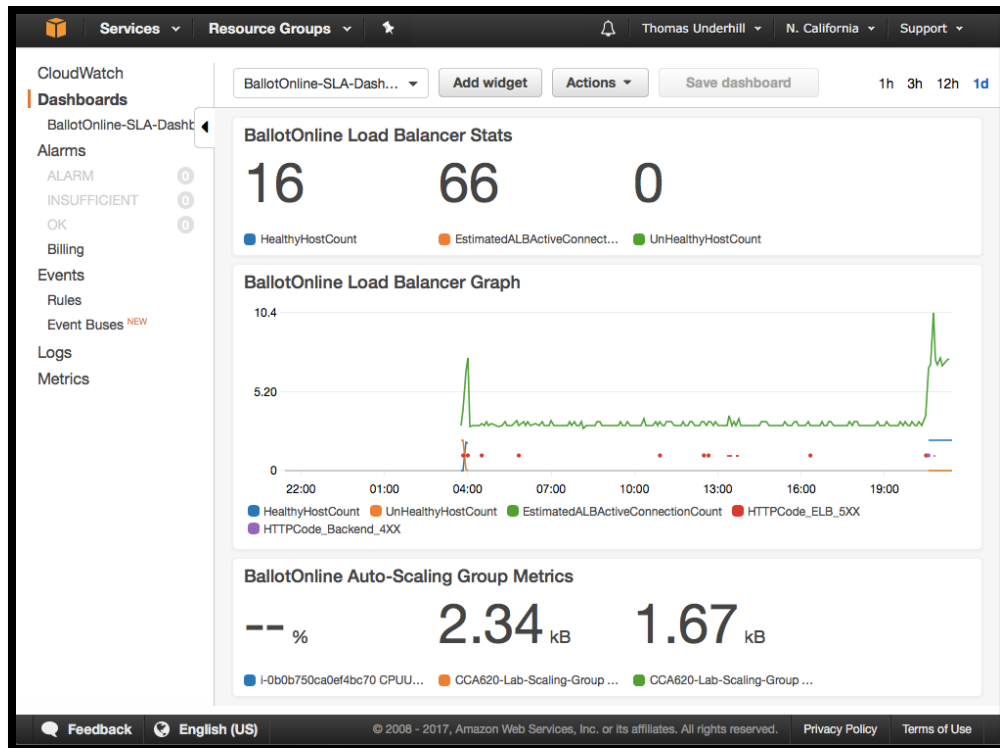 Services Resource Groups Thomas Underhill N. California Support
CloudWatch
Dashboards
BallotOnline-SLA-Dashb
Alarms
ALARM 0
INSUFFICIENT 0
OK 0
Billing
Events
Rules
Event Buses NEW
Logs
Metrics
BallotOnline-SLA-Dash... Add widget Actions Save dashboard 1h 3h 12h 1d
BallotOnline Load Balancer Stats
16 66 0
HealthyHostCount EstimatedALBActiveConnect... UnHealthyHostCount
BallotOnline Load Balancer Graph
10.4
5.20
0
22:00 01:00 04:00 07:00 10:00 13:00 16:00 19:00
HealthyHostCount UnHealthyHostCount EstimatedALBActiveConnectionCount HTTPCode_ELB_5XX
HTTPCode_Backend_4XX
BallotOnline Auto-Scaling Group Metrics
-- % 2.34 kB 1.67 kB
i-0b0b750ca0ef4bc70 CPUU... CCA620-Lab-Scaling-Group ... CCA620-Lab-Scaling-Group ...
Feedback English (US) © 2008 - 2017, Amazon Web Services, Inc. or its affiliates. All rights reserved. Privacy Policy Terms of Use